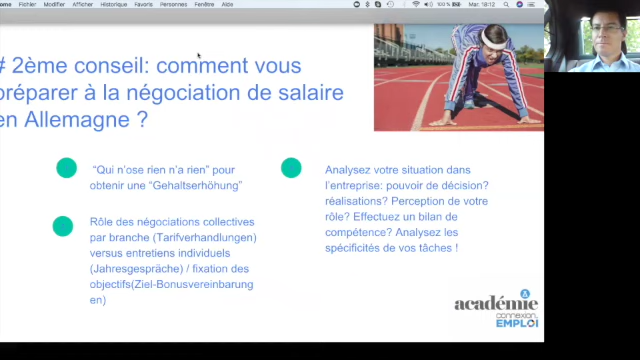 ome Fichier Modifier Afficher Historique Favoris Personnes Fenêtre Aide 100 % Mar. 18:12
# 2ème conseil: comment vous
préparer à la négociation de salaire
en Allemagne ?
“Qui n’ose rien n’a rien” pour
obtenir une “Gehaltserhöhung”
Rôle des négociations collectives
par branche (Tarifverhandlungen)
versus entretiens individuels
(Jahresgespräche) / fixation des
objectifs(Ziel-Bonusvereinbarung
en)
Analysez votre situation dans
l’entreprise: pouvoir de décision?
réalisations? Perception de votre
rôle? Effectuez un bilan de
compétence? Analysez les
spécificités de vos tâches !
académie
connexion
EMPLOI